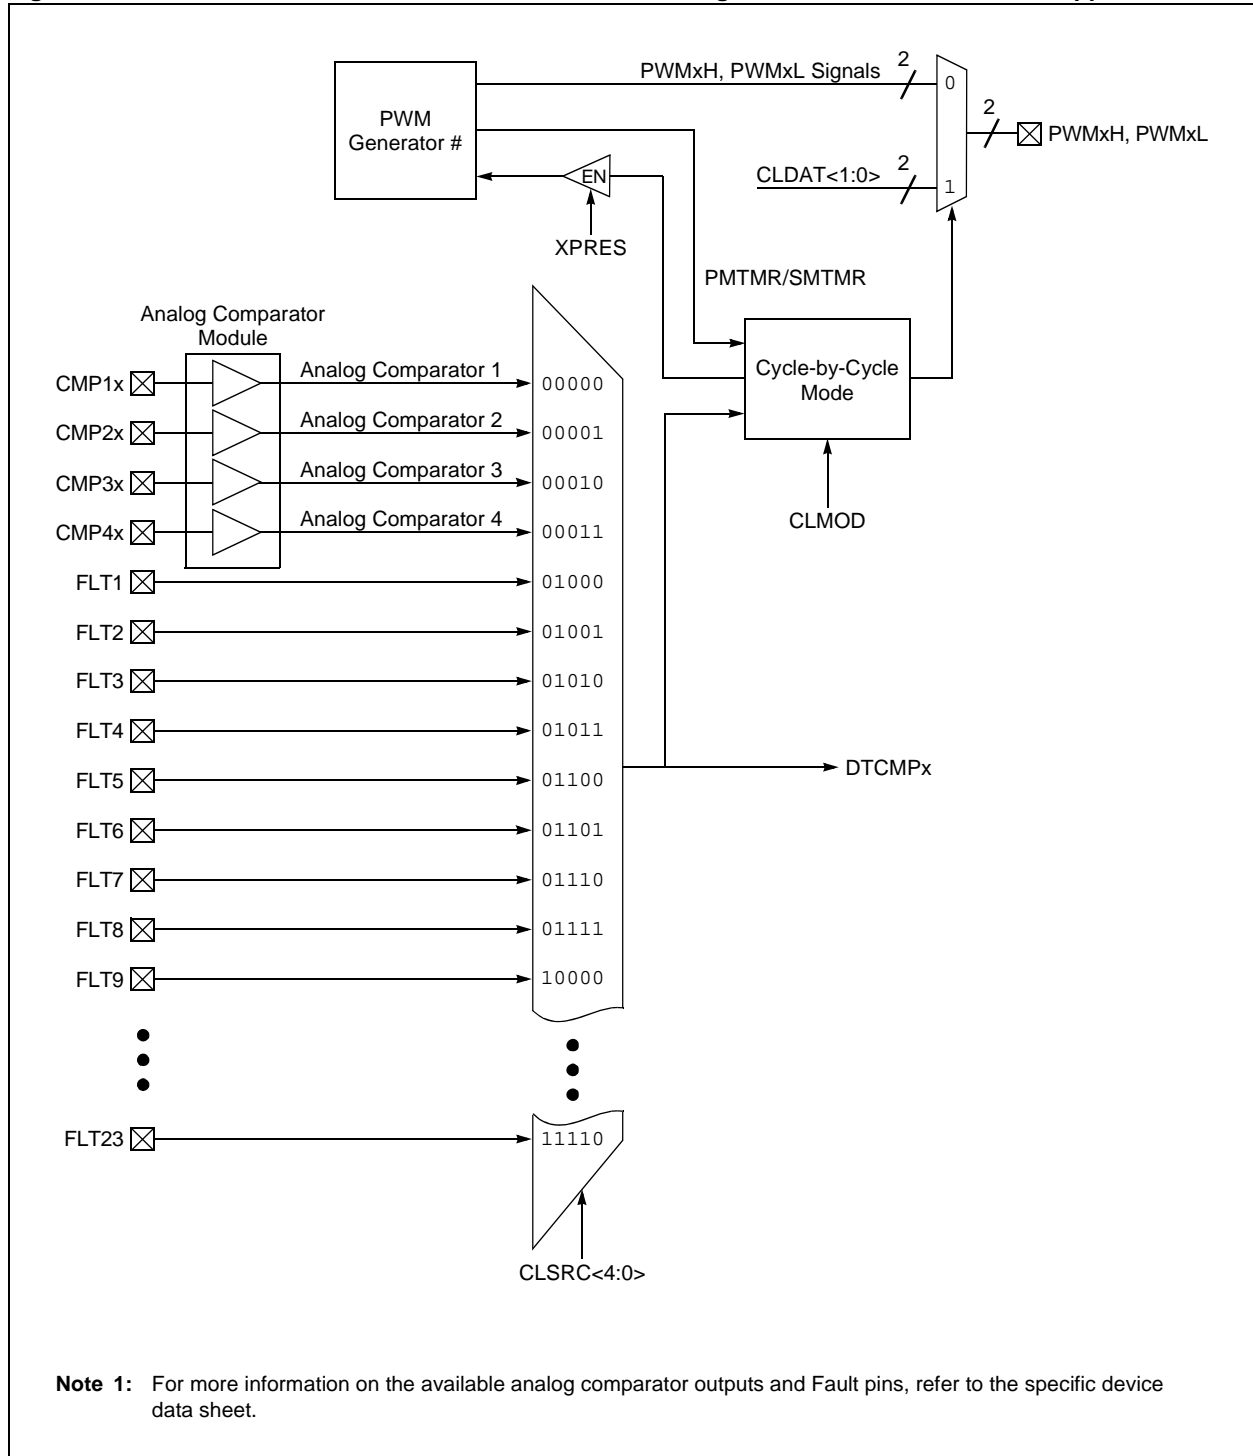 PWMxH, PWMxL Signals
2
0
PWM
Generator #
2
PWMxH, PWMxL
CLDAT<1:0>
2
1
EN
XPRES
PMTMR/SMTMR
Analog Comparator
Module
Cycle-by-Cycle
Mode
CLMOD
CMP1x
Analog Comparator 1
00000
CMP2x
Analog Comparator 2
00001
CMP3x
Analog Comparator 3
00010
CMP4x
Analog Comparator 4
00011
FLT1
01000
FLT2
01001
FLT3
01010
FLT4
01011
DTCMPx
FLT5
01100
FLT6
01101
FLT7
01110
FLT8
01111
FLT9
10000
FLT23
11110
CLSRC<4:0>
Note 1: For more information on the available analog comparator outputs and Fault pins, refer to the specific device
data sheet.